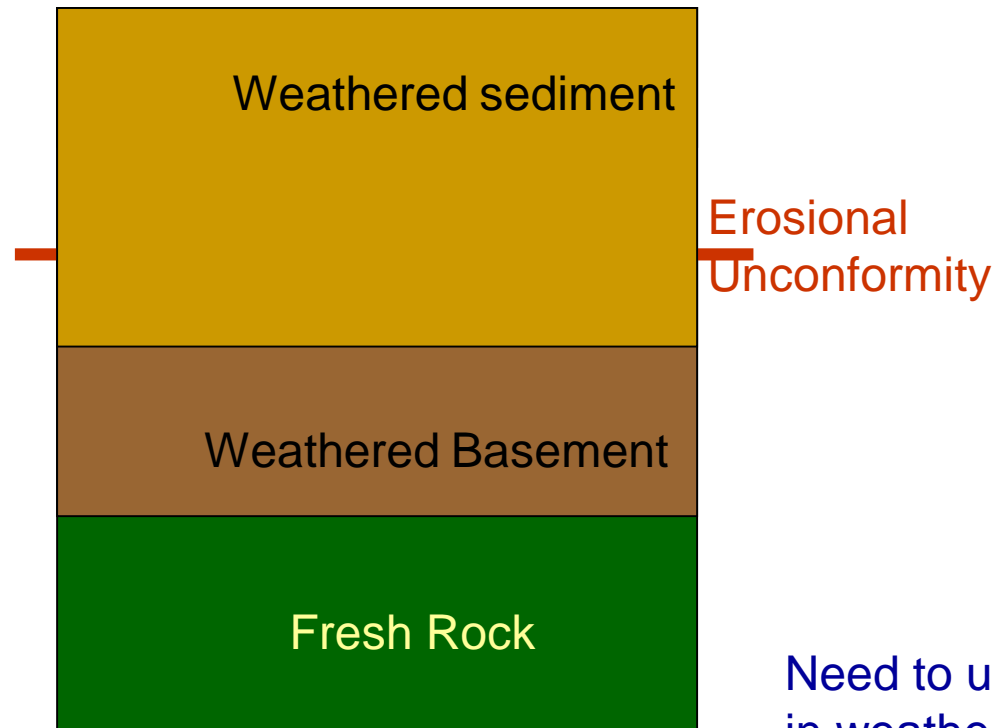 Weathered sediment
Erosional
Unconformity
Weathered Basement
Fresh Rock
Need to